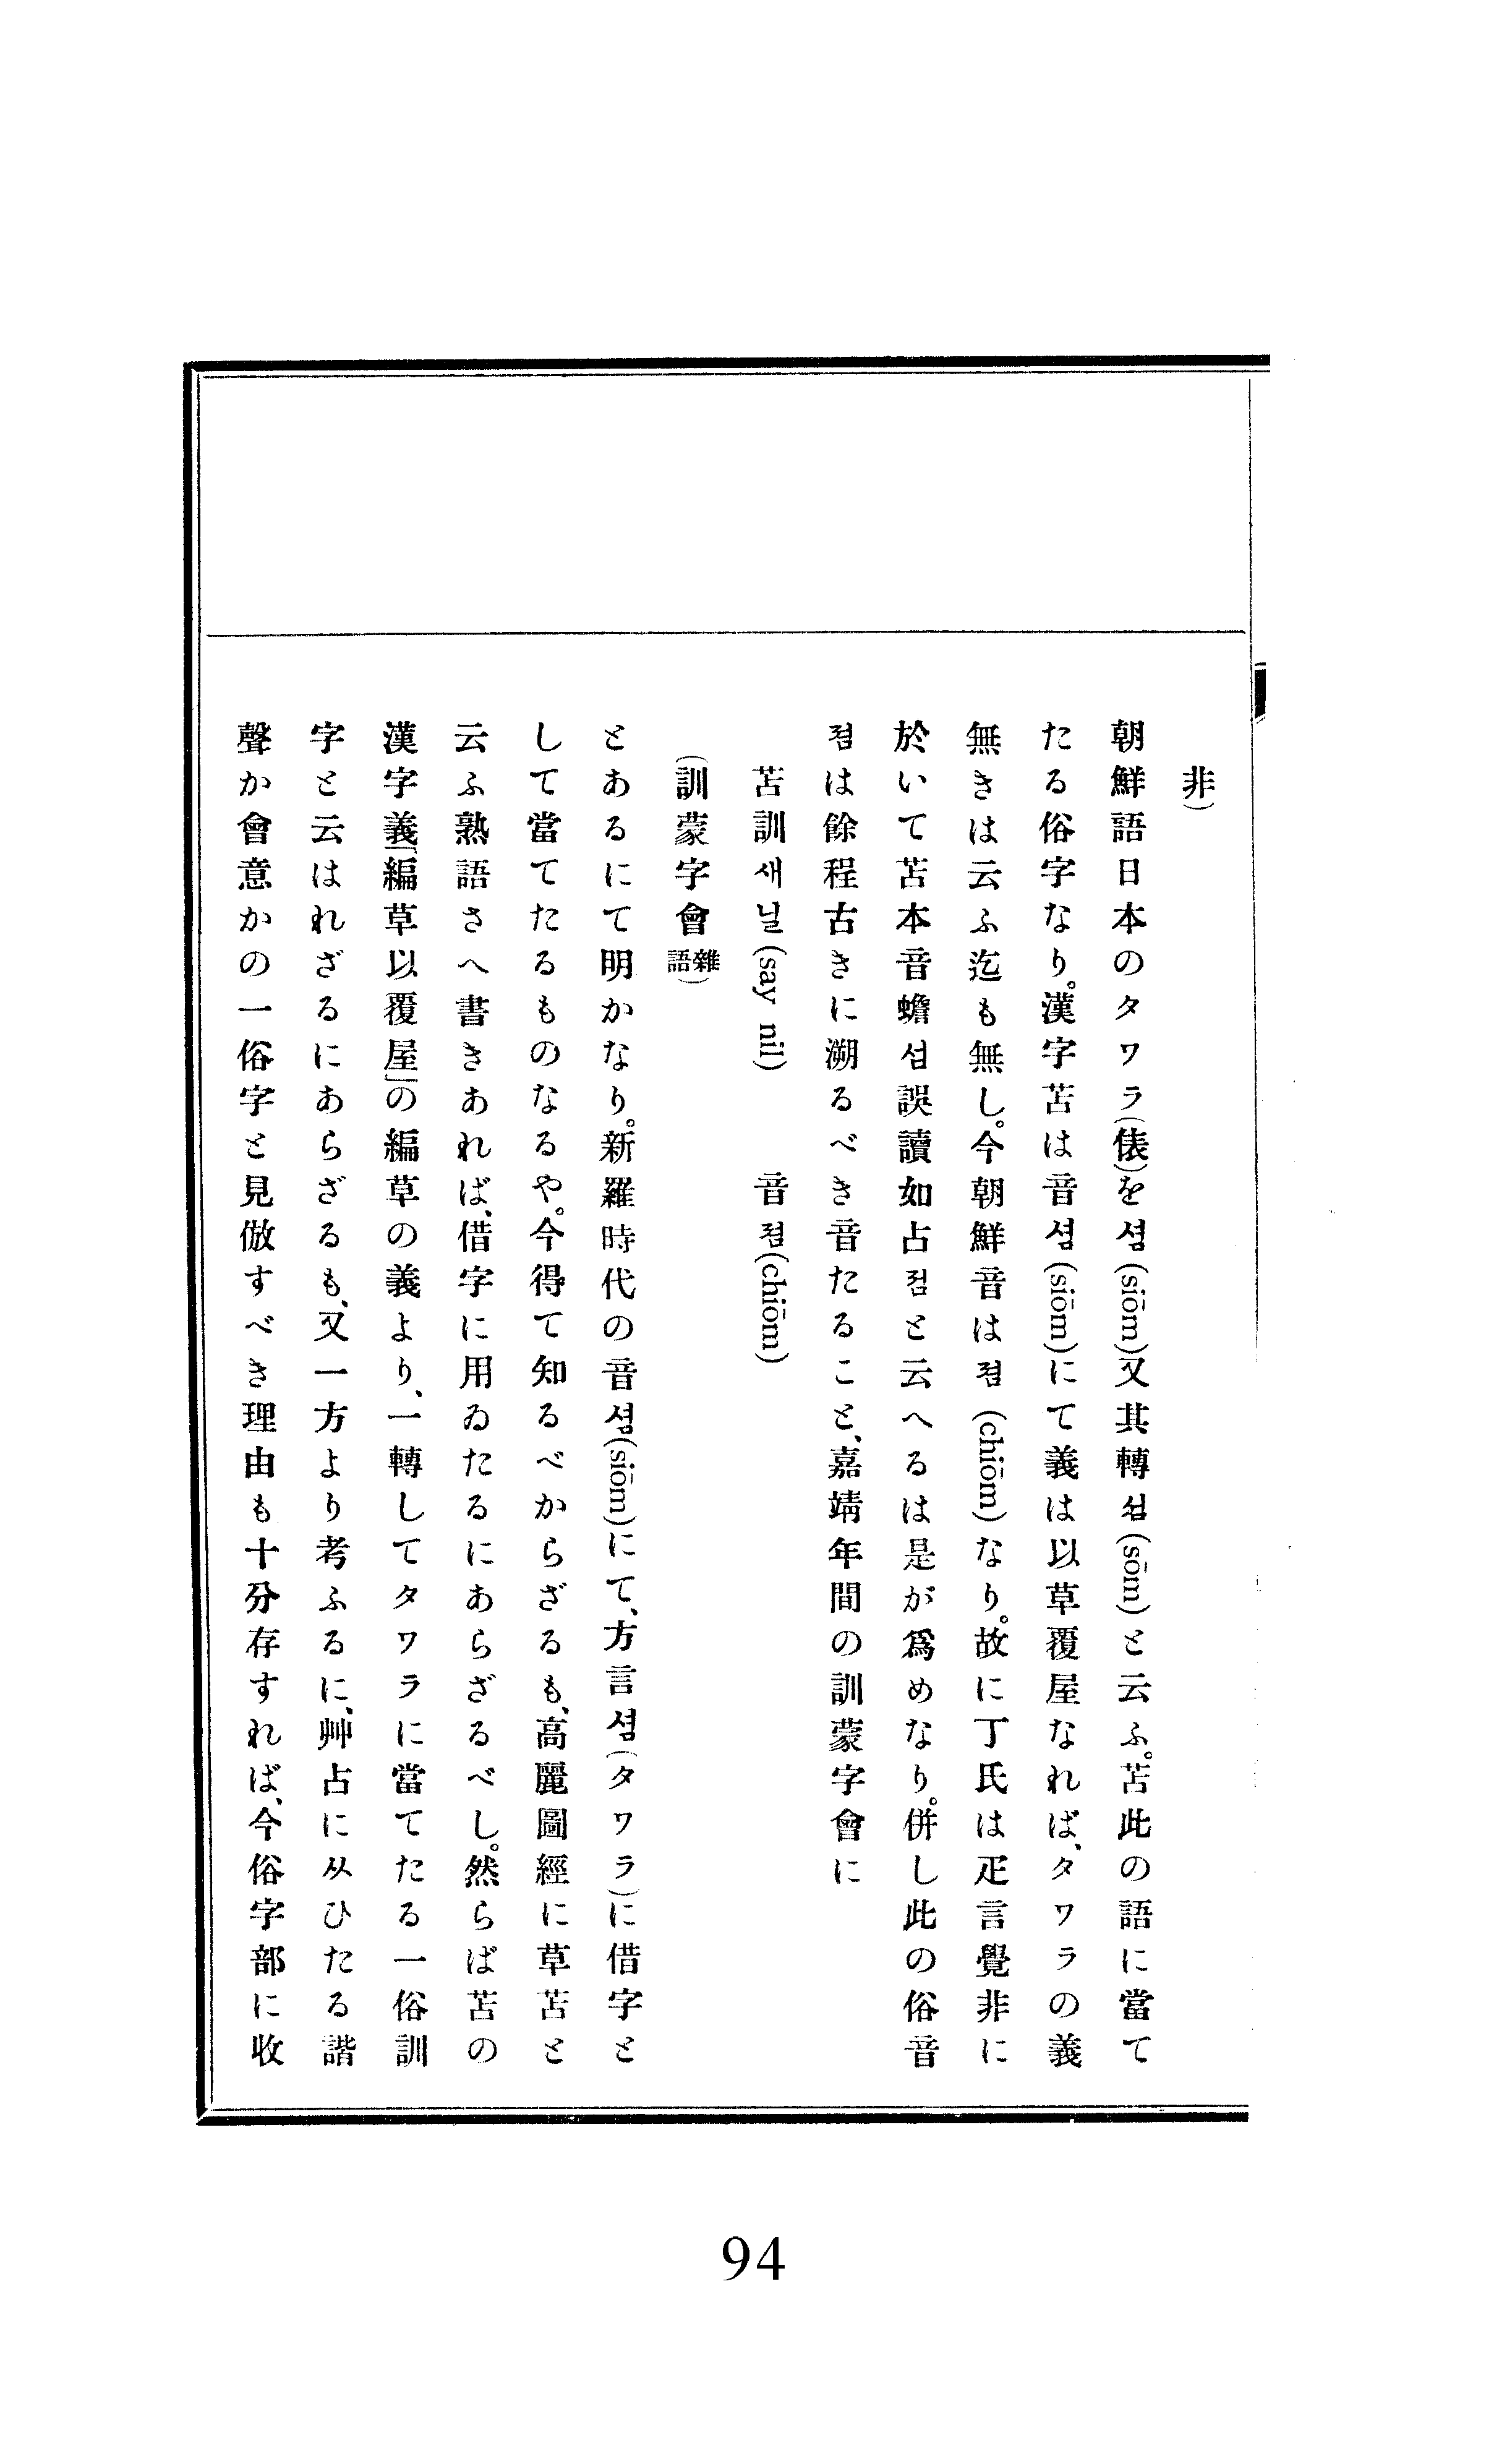 非)
朝鮮語日本のタワラ(俵)を셤(siōm)又其轉섬(sōm)と云ふ。苫此の語に當て
たる俗字なり。漢字苫は音셤(siōm)にて義は以草覆屋なれば、タワラの義
無きは云ふ迄も無し。今朝鮮音は졈(chiōm)なり。故に丁氏は疋言覺非に
於いて苫本音蟾섬誤讀如占점と云へるは是が爲めなり。併し此の俗音
졈は餘程古きに溯るべき音たること、嘉靖年間の訓蒙字會に
苫訓새닐(say nil)　音졈(chiōm)
(訓蒙字會雜語)
とあるにて明かなり。新羅時代の音셤(siōm)にて、方言셤(タワラ)に借字と
して當てたるものなるや。今得て知るべからざるも、高麗圖經に草苫と
云ふ熟語さへ書きあれば、借字に用ゐたるにあらざるべし。然らば苫の
漢字義「編草以覆屋」の編草の義より、一轉してタワラに當てたる一俗訓
字と云はれざるにあらざるも、又一方より考ふるに、艸占に从ひたる諧
聲か會意かの一俗字と見倣すべき理由も十分存すれば、今俗字部に收
94